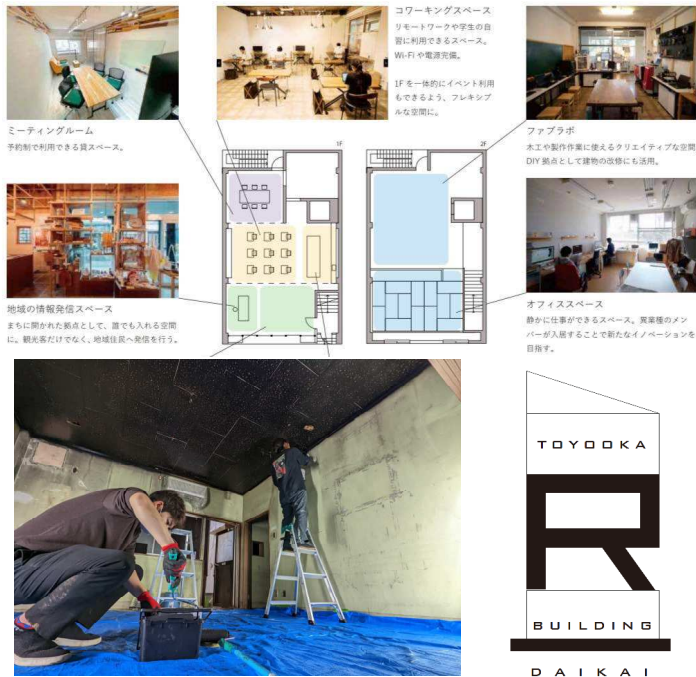 コワーキングスペース
リモートワークや学生の自
習に利用できるスペース。
Wi-Fiや電源完備。
1Fを一体的にイベント利用
もできるよう、フレキシブ
ルな空間に。
ミーティングルーム
予約制で利用できる貸スペース。
1F
2F
ファブラボ
木工や製作作業に使えるクリエイティブな空間
DIY拠点として建物の改修にも活用。
地域の情報発信スペース
まちに開かれた拠点として、誰でも入れる空間
に。観光客だけでなく、地域住民へ発信を行う。
オフィススペース
静かに仕事ができるスペース。異業種のメン
バーが入居することで新たなイノベーションを
目指す。
TOYOOKA
R
BUILDING
DAIKAI